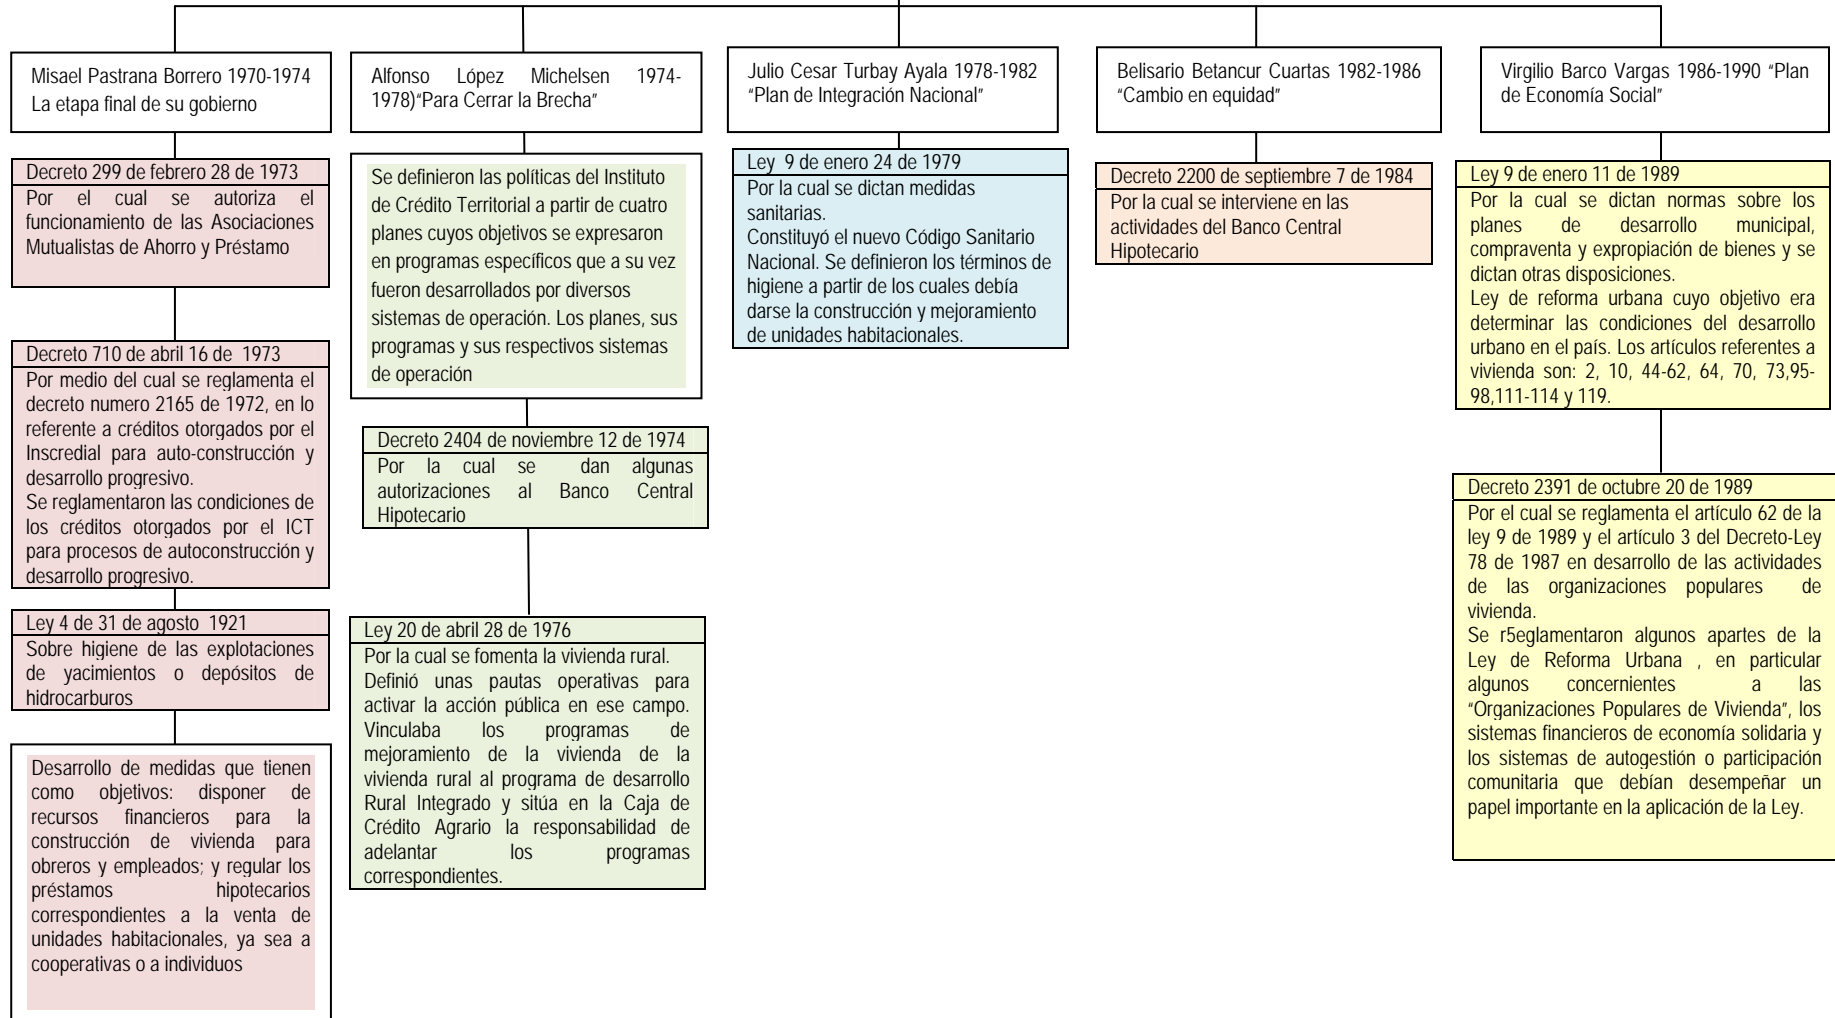 Misael Pastrana Borrero 1970-1974
La etapa final de su gobierno
Decreto 299 de febrero 28 de 1973
Por el cual se autoriza el
funcionamiento de las Asociaciones
Mutualistas de Ahorro y Préstamo
Decreto 710 de abril 16 de 1973
Por medio del cual se reglamenta el
decreto numero 2165 de 1972, en lo
referente a créditos otorgados por el
Inscredial para auto-construcción y
desarrollo progresivo.
Se reglamentaron las condiciones de
los créditos otorgados por el ICT
para procesos de autoconstrucción y
desarrollo progresivo.
Ley 4 de 31 de agosto 1921
Sobre higiene de las explotaciones
de yacimientos o depósitos de
hidrocarburos
Desarrollo de medidas que tienen
como objetivos: disponer de
recursos financieros para la
construcción de vivienda para
obreros y empleados; y regular los
préstamos hipotecarios
correspondientes a la venta de
unidades habitacionales, ya sea a
cooperativas o a individuos
Alfonso López Michelsen 1974-
1978)“Para Cerrar la Brecha”
Se definieron las políticas del Instituto
de Crédito Territorial a partir de cuatro
planes cuyos objetivos se expresaron
en programas específicos que a su vez
fueron desarrollados por diversos
sistemas de operación. Los planes, sus
programas y sus respectivos sistemas
de operación
Decreto 2404 de noviembre 12 de 1974
Por la cual se dan algunas
autorizaciones al Banco Central
Hipotecario
Ley 20 de abril 28 de 1976
Por la cual se fomenta la vivienda rural.
Definió unas pautas operativas para
activar la acción pública en ese campo.
Vinculaba los programas de
mejoramiento de la vivienda de la
vivienda rural al programa de desarrollo
Rural Integrado y sitúa en la Caja de
Crédito Agrario la responsabilidad de
adelantar los programas
correspondientes.
Julio Cesar Turbay Ayala 1978-1982
“Plan de Integración Nacional”
Ley 9 de enero 24 de 1979
Por la cual se dictan medidas
sanitarias.
Constituyó el nuevo Código Sanitario
Nacional. Se definieron los términos de
higiene a partir de los cuales debía
darse la construcción y mejoramiento
de unidades habitacionales.
Belisario Betancur Cuartas 1982-1986
“Cambio en equidad”
Decreto 2200 de septiembre 7 de 1984
Por la cual se interviene en las
actividades del Banco Central
Hipotecario
Virgilio Barco Vargas 1986-1990 “Plan
de Economía Social”
Ley 9 de enero 11 de 1989
Por la cual se dictan normas sobre los
planes de desarrollo municipal,
compraventa y expropiación de bienes y se
dictan otras disposiciones.
Ley de reforma urbana cuyo objetivo era
determinar las condiciones del desarrollo
urbano en el país. Los artículos referentes a
vivienda son: 2, 10, 44-62, 64, 70, 73,95-
98,111-114 y 119.
Decreto 2391 de octubre 20 de 1989
Por el cual se reglamenta el artículo 62 de la
ley 9 de 1989 y el artículo 3 del Decreto-Ley
78 de 1987 en desarrollo de las actividades
de las organizaciones populares de
vivienda.
Se r5eglamentaron algunos apartes de la
Ley de Reforma Urbana , en particular
algunos concernientes a las
“Organizaciones Populares de Vivienda”, los
sistemas financieros de economía solidaria y
los sistemas de autogestión o participación
comunitaria que debían desempeñar un
papel importante en la aplicación de la Ley.